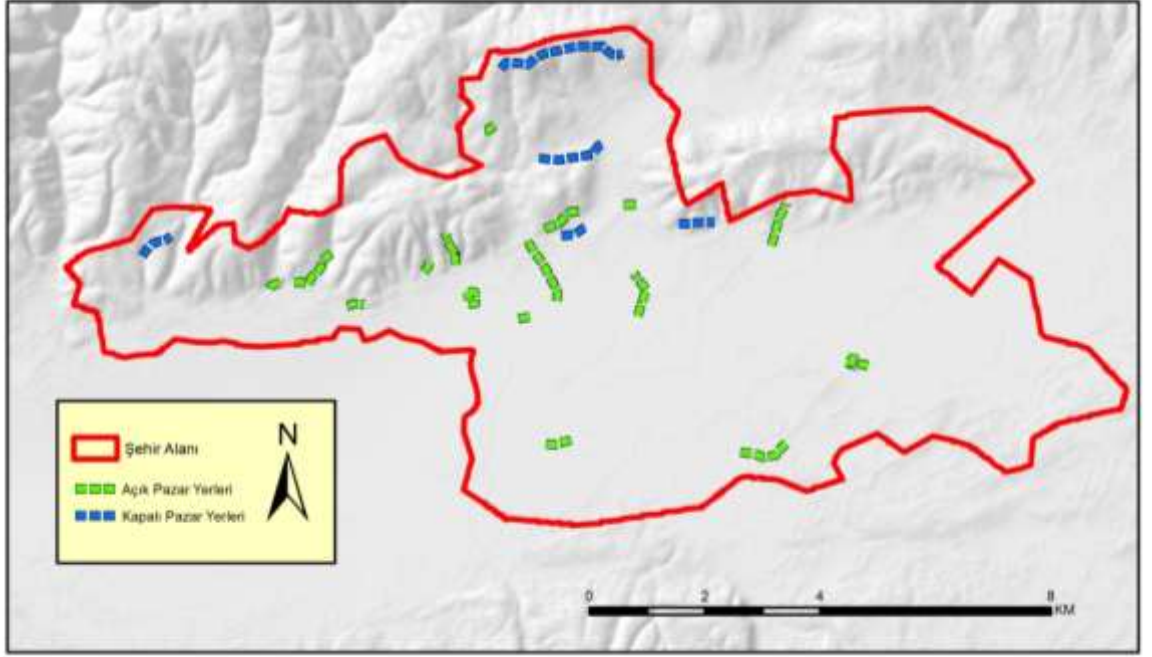 N
Şehir Alanı
Açık Pazar Yerleri
Kapalı Pazar Yerleri
0 2 4 8
KM